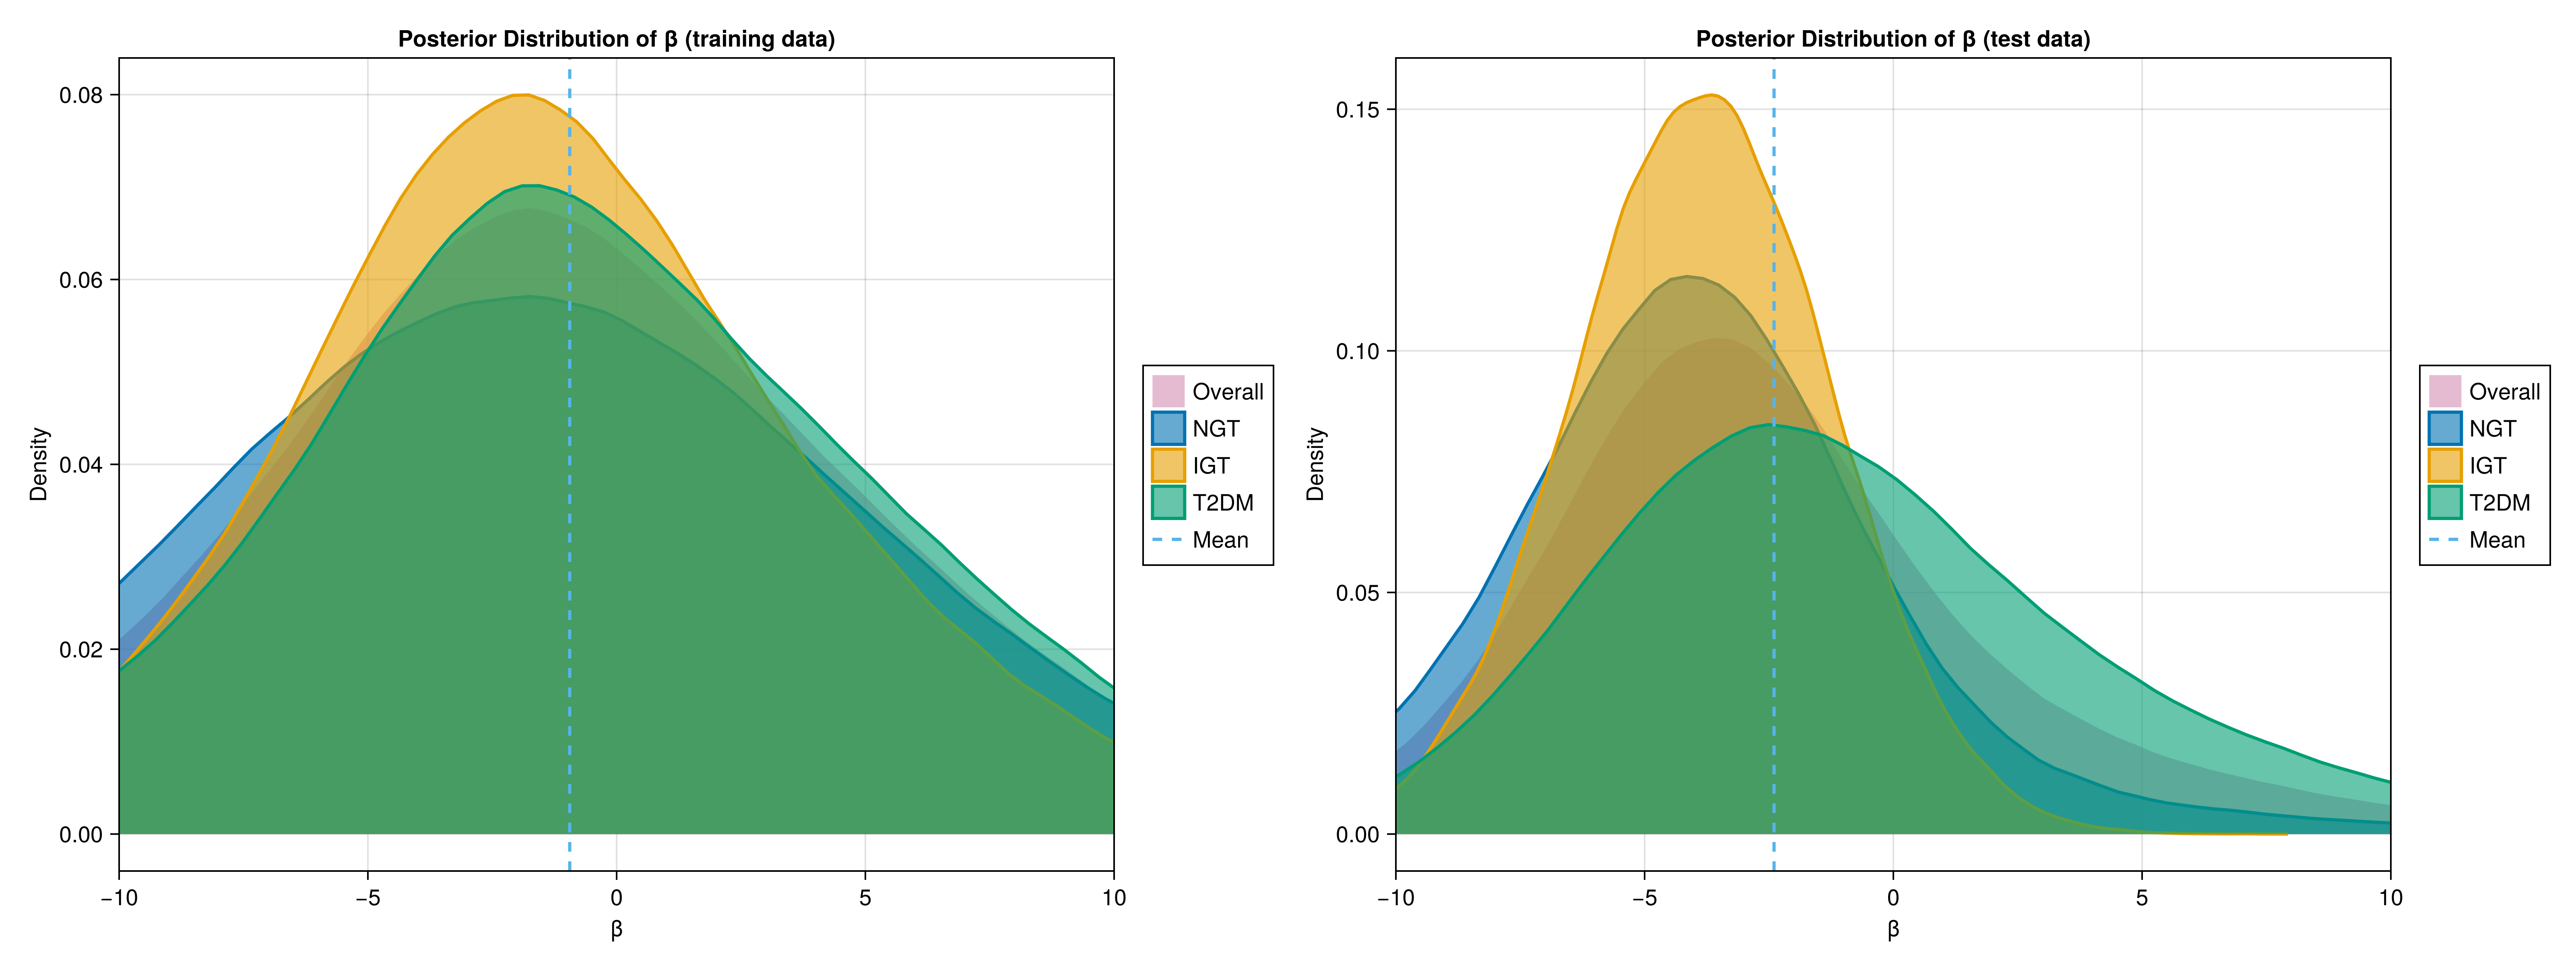 Posterior Distribution of β (training data)
Density
0.08
0.06
0.04
0.02
0.00
−10
−5
0
5
10
β
Overall
NGT
IGT
T2DM
Mean
Posterior Distribution of β (test data)
Density
0.15
0.10
0.05
0.00
−10
−5
0
5
10
β
Overall
NGT
IGT
T2DM
Mean